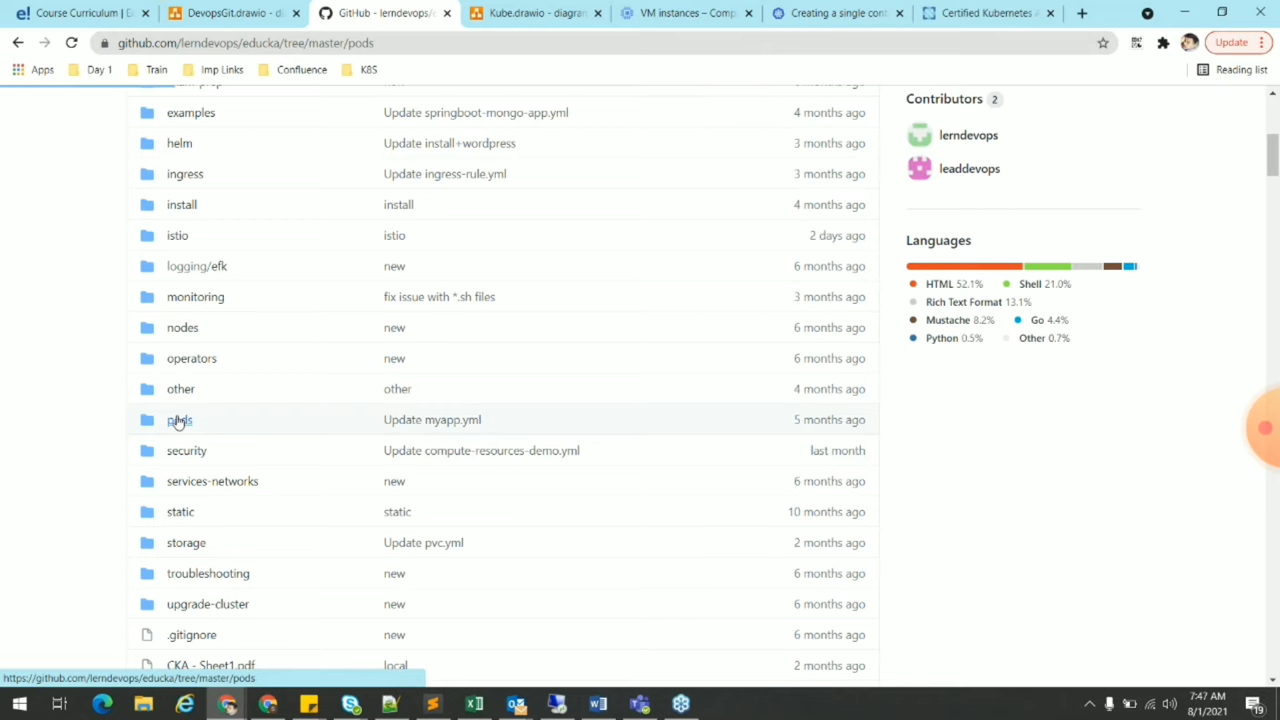 Course Curriculum | E
DevopsGit.drawio - di
GitHub - lerndevops/e
Kube.drawio - diagram
VM instances – Comp
Creating a single cont
Certified Kubernetes A
github.com/lerndevops/educka/tree/master/pods
Update
Apps
Day 1
Train
Imp Links
Confluence
K8S
Reading list
examples Update springboot-mongo-app.yml 4 months ago
helm Update install+wordpress 3 months ago
ingress Update ingress-rule.yml 3 months ago
install install 4 months ago
istio istio 2 days ago
logging/efk new 6 months ago
monitoring fix issue with *.sh files 3 months ago
nodes new 6 months ago
operators new 6 months ago
other other 4 months ago
pods Update myapp.yml 5 months ago
security Update compute-resources-demo.yml last month
services-networks new 6 months ago
static static 10 months ago
storage Update pvc.yml 2 months ago
troubleshooting new 6 months ago
upgrade-cluster new 6 months ago
.gitignore new 6 months ago
CKA - Sheet1.pdf local 2 months ago
Contributors 2
lerndevops
leaddevops
Languages
HTML 52.1% Shell 21.0%
Rich Text Format 13.1%
Mustache 8.2% Go 4.4%
Python 0.5% Other 0.7%
https://github.com/lerndevops/educka/tree/master/pods
7:47 AM
8/1/2021
19